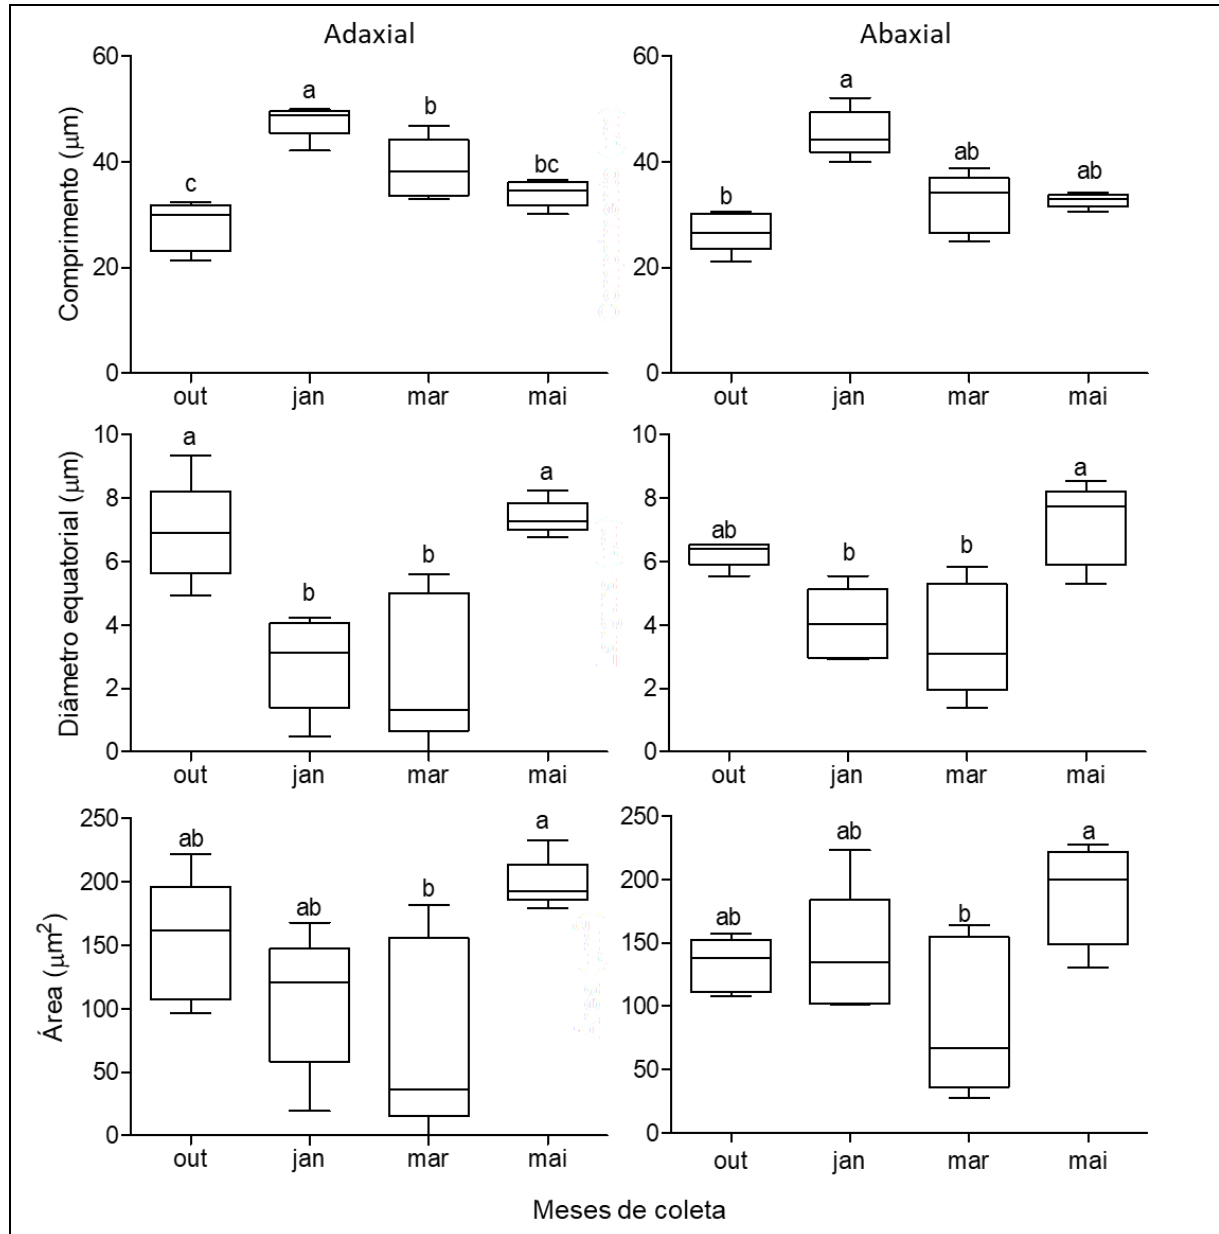 Adaxial
Abaxial
Comprimento (µm)
60
40
20
0
c
a
b
bc
out
jan
mar
mai
60
40
20
0
b
a
ab
ab
out
jan
mar
mai
Diâmetro equatorial (µm)
10
8
6
4
2
0
a
b
b
a
out
jan
mar
mai
10
8
6
4
2
0
ab
b
b
a
out
jan
mar
mai
Área (µm²)
250
200
150
100
50
0
ab
ab
b
a
out
jan
mar
mai
250
200
150
100
50
0
ab
ab
b
a
out
jan
mar
mai
Meses de coleta